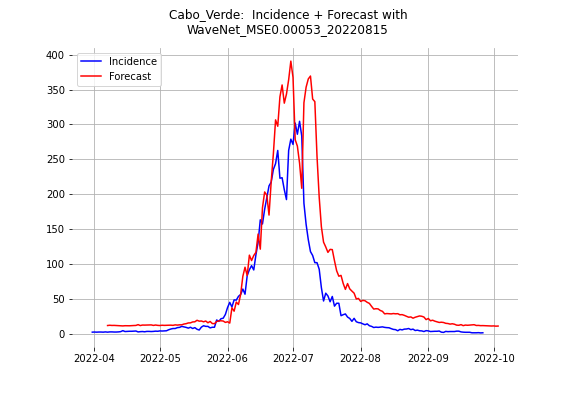 Cabo_Verde:  Incidence + Forecast with
WaveNet_MSE0.00053_20220815
Incidence
Forecast
400
350
300
250
200
150
100
50
0
2022-04 2022-05 2022-06 2022-07 2022-08 2022-09 2022-10